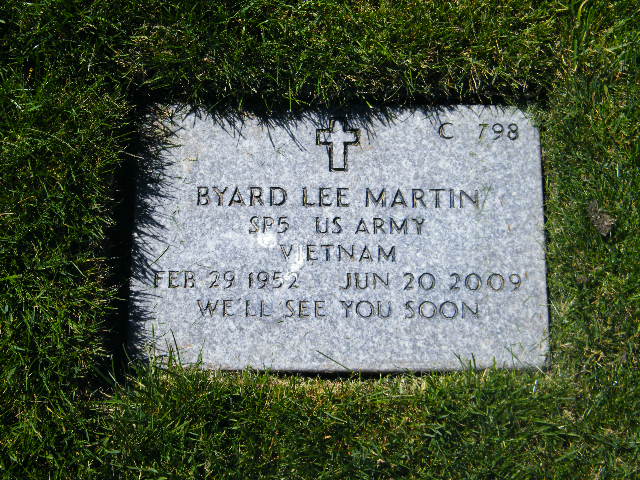 C 798
BYARD LEE MARTIN
SP5 US ARMY
VIETNAM
FEB 29 1952 JUN 20 2009
WE'LL SEE YOU SOON